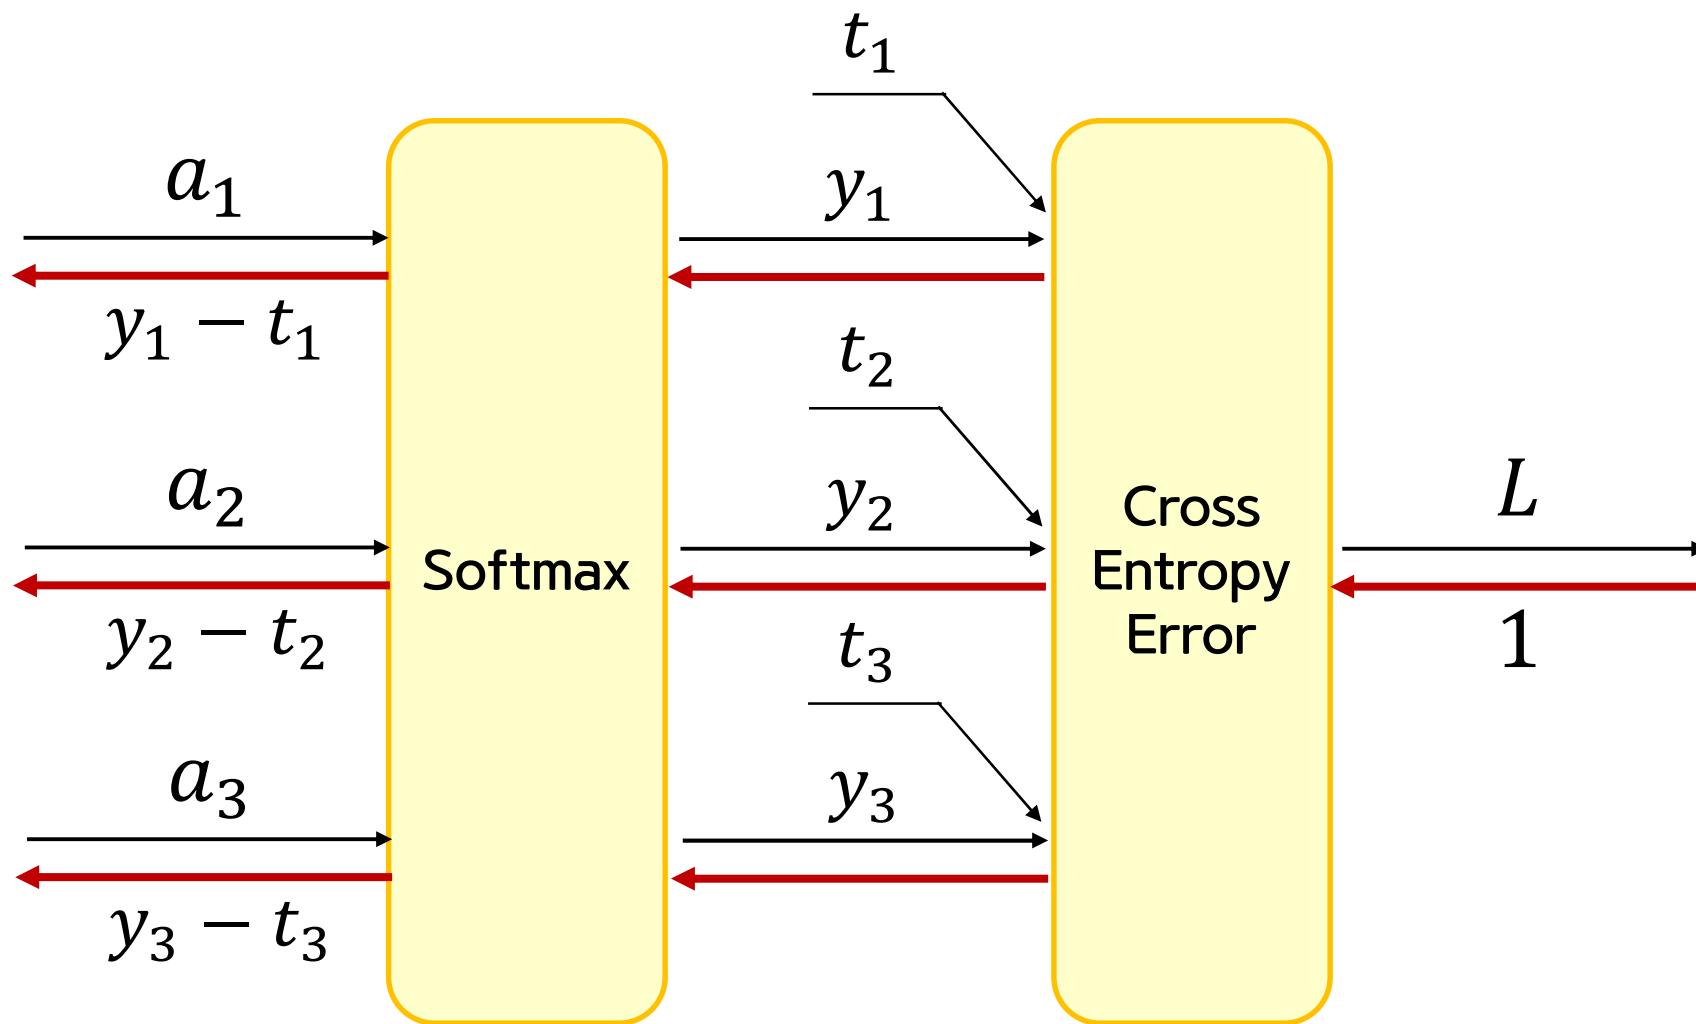 t₁
a₁
y₁
y₁ − t₁
t₂
a₂
y₂
L
Softmax
Cross
Entropy
Error
y₂ − t₂
t₃
1
a₃
y₃
y₃ − t₃